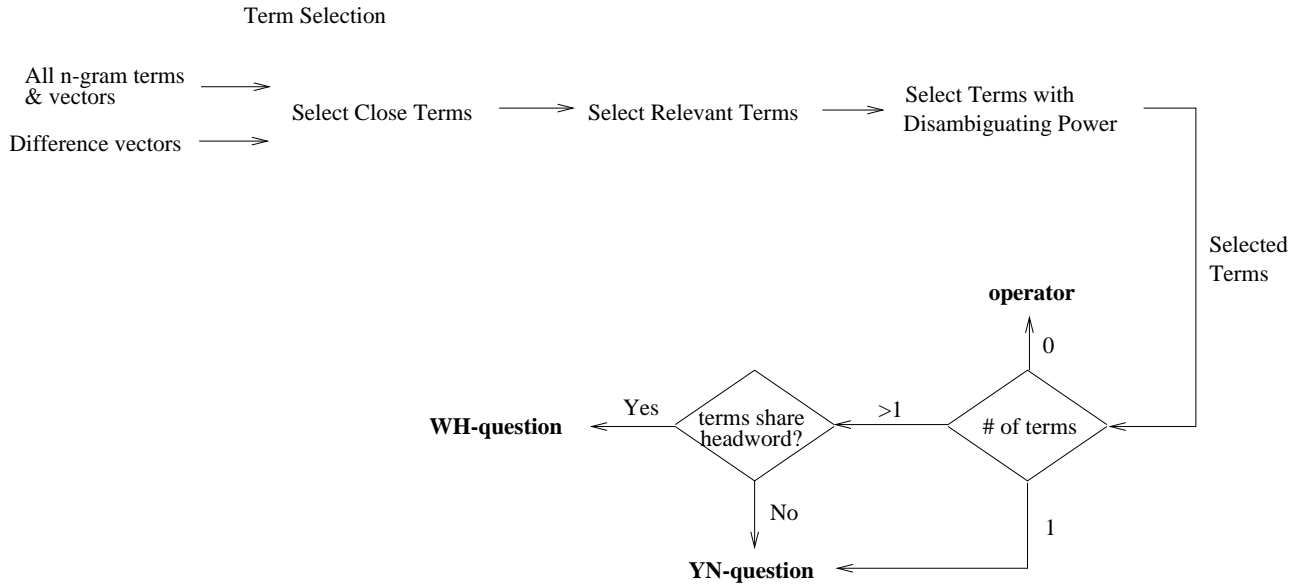 Term Selection
All n-gram terms
& vectors
Difference vectors
Select Close Terms
Select Relevant Terms
Select Terms with
Disambiguating Power
Selected
Terms
operator
0
# of terms
>1
terms share
headword?
Yes
WH-question
No
1
YN-question